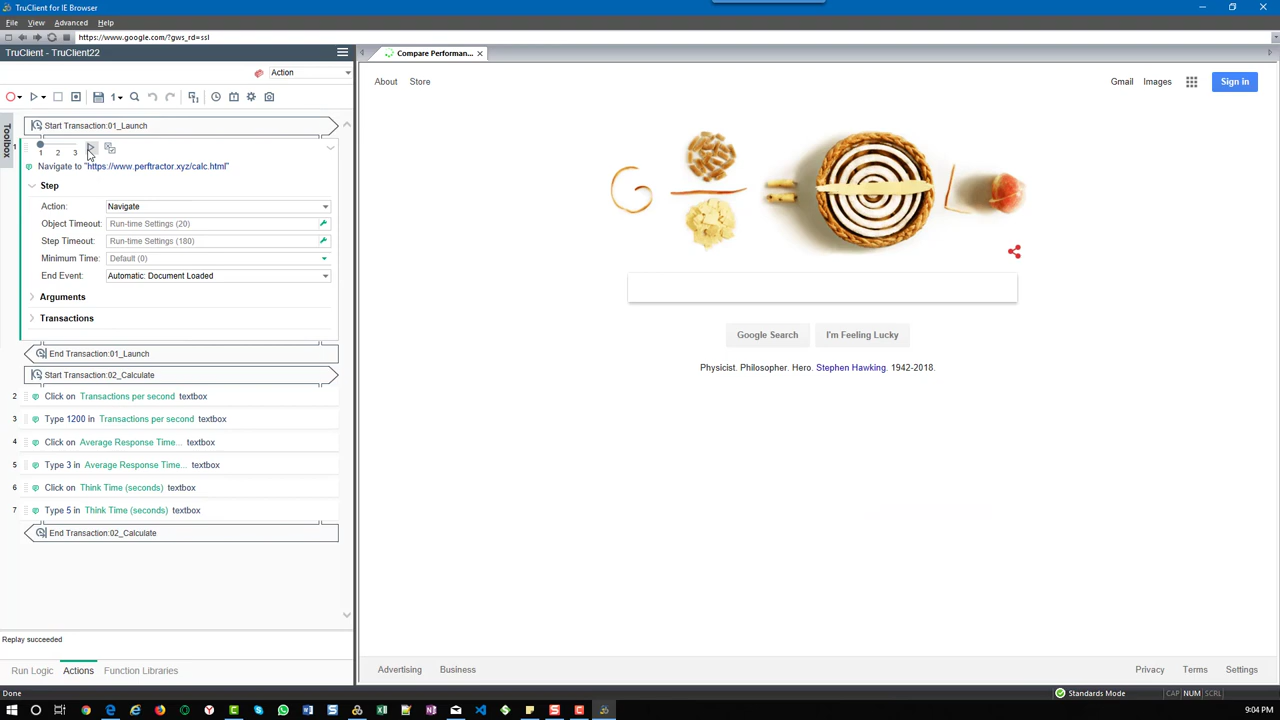 TruClient for IE Browser
File View Advanced Help
https://www.google.com/?gws_rd=ssl
TruClient - TruClient22
Action
1
Toolbox
Start Transaction:01_Launch
1
1 2 3
Navigate to "https://www.perftractor.xyz/calc.html"
Step
Action: Navigate
Object Timeout: Run-time Settings (20)
Step Timeout: Run-time Settings (180)
Minimum Time: Default (0)
End Event: Automatic: Document Loaded
Arguments
Transactions
End Transaction:01_Launch
Start Transaction:02_Calculate
2 Click on Transactions per second textbox
3 Type 1200 in Transactions per second textbox
4 Click on Average Response Time... textbox
5 Type 3 in Average Response Time... textbox
6 Click on Think Time (seconds) textbox
7 Type 5 in Think Time (seconds) textbox
End Transaction:02_Calculate
Replay succeeded
Run Logic Actions Function Libraries
Compare Performan...
About Store
Gmail Images Sign in
Google Search I'm Feeling Lucky
Physicist. Philosopher. Hero. Stephen Hawking. 1942-2018.
Advertising Business
Privacy Terms Settings
Done
Standards Mode CAP NUM SCRL
9:04 PM